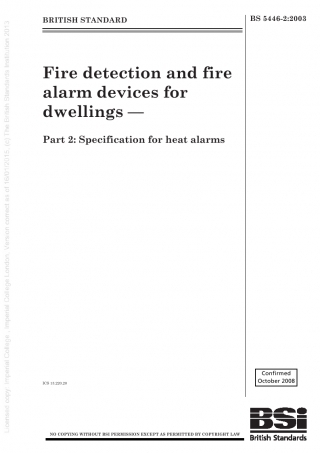 BRITISH STANDARD
BS 5446-2:2003
Fire detection and fire
alarm devices for
dwellings —
Part 2: Specification for heat alarms
Confirmed
October 2008
NO COPYING WITHOUT BSI PERMISSION EXCEPT AS PERMITTED BY COPYRIGHT LAW
BSi
British Standards